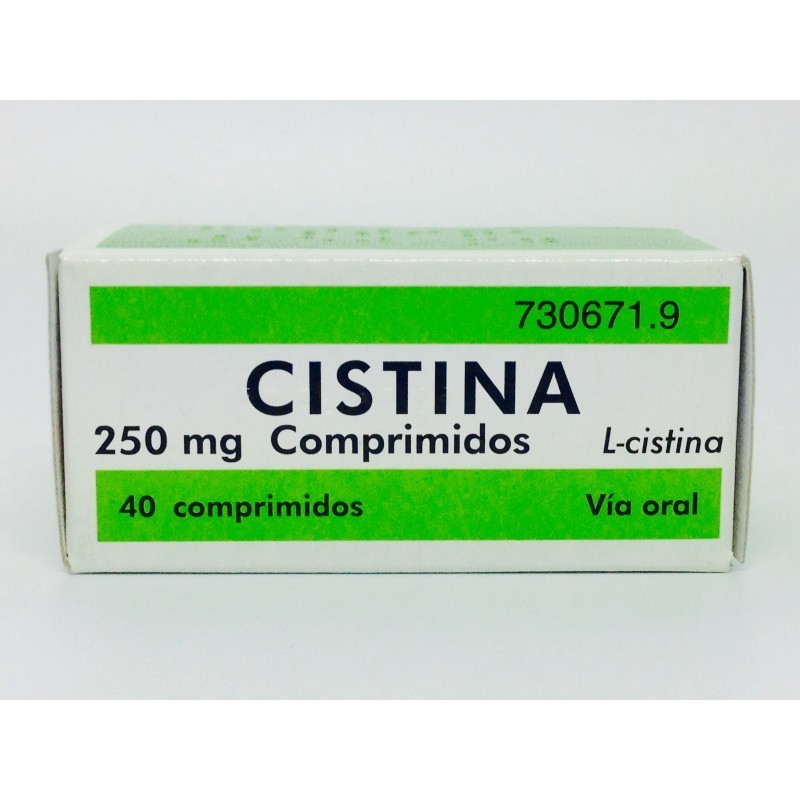 730671.9
CISTINA
250 mg Comprimidos L-cistina
40 comprimidos Vía oral